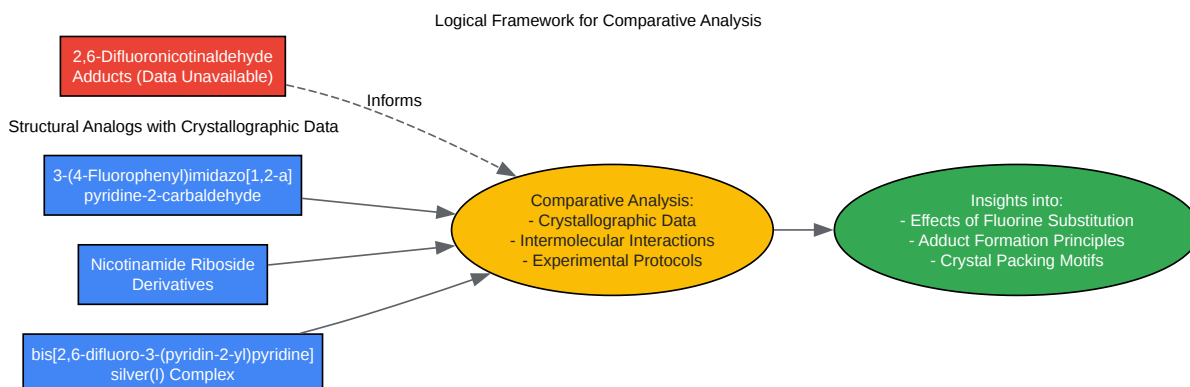 Logical Framework for Comparative Analysis
2,6-Difluoronicotinaldehyde
Adducts (Data Unavailable)
Informs
Structural Analogs with Crystallographic Data
3-(4-Fluorophenyl)imidazo[1,2-a]
pyridine-2-carbaldehyde
Nicotinamide Riboside
Derivatives
bis[2,6-difluoro-3-(pyridin-2-yl)pyridine]
silver(I) Complex
Comparative Analysis:
- Crystallographic Data
- Intermolecular Interactions
- Experimental Protocols
Insights into:
- Effects of Fluorine Substitution
- Adduct Formation Principles
- Crystal Packing Motifs